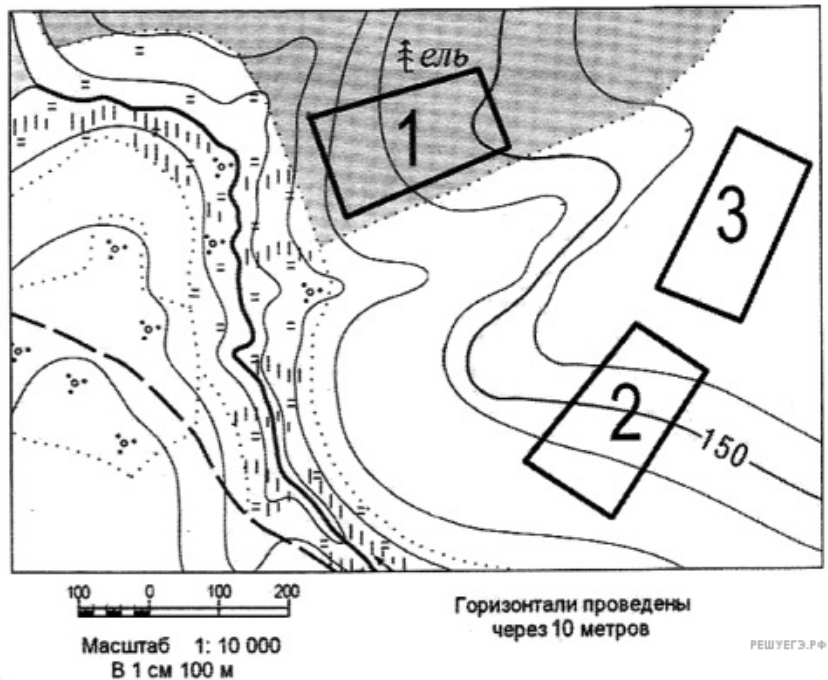 ель
1
3
2
150
100 0 100 200
Масштаб 1: 10 000
В 1 см 100 м
Горизонтали проведены
через 10 метров
РЕШУЕГЭ.РФ